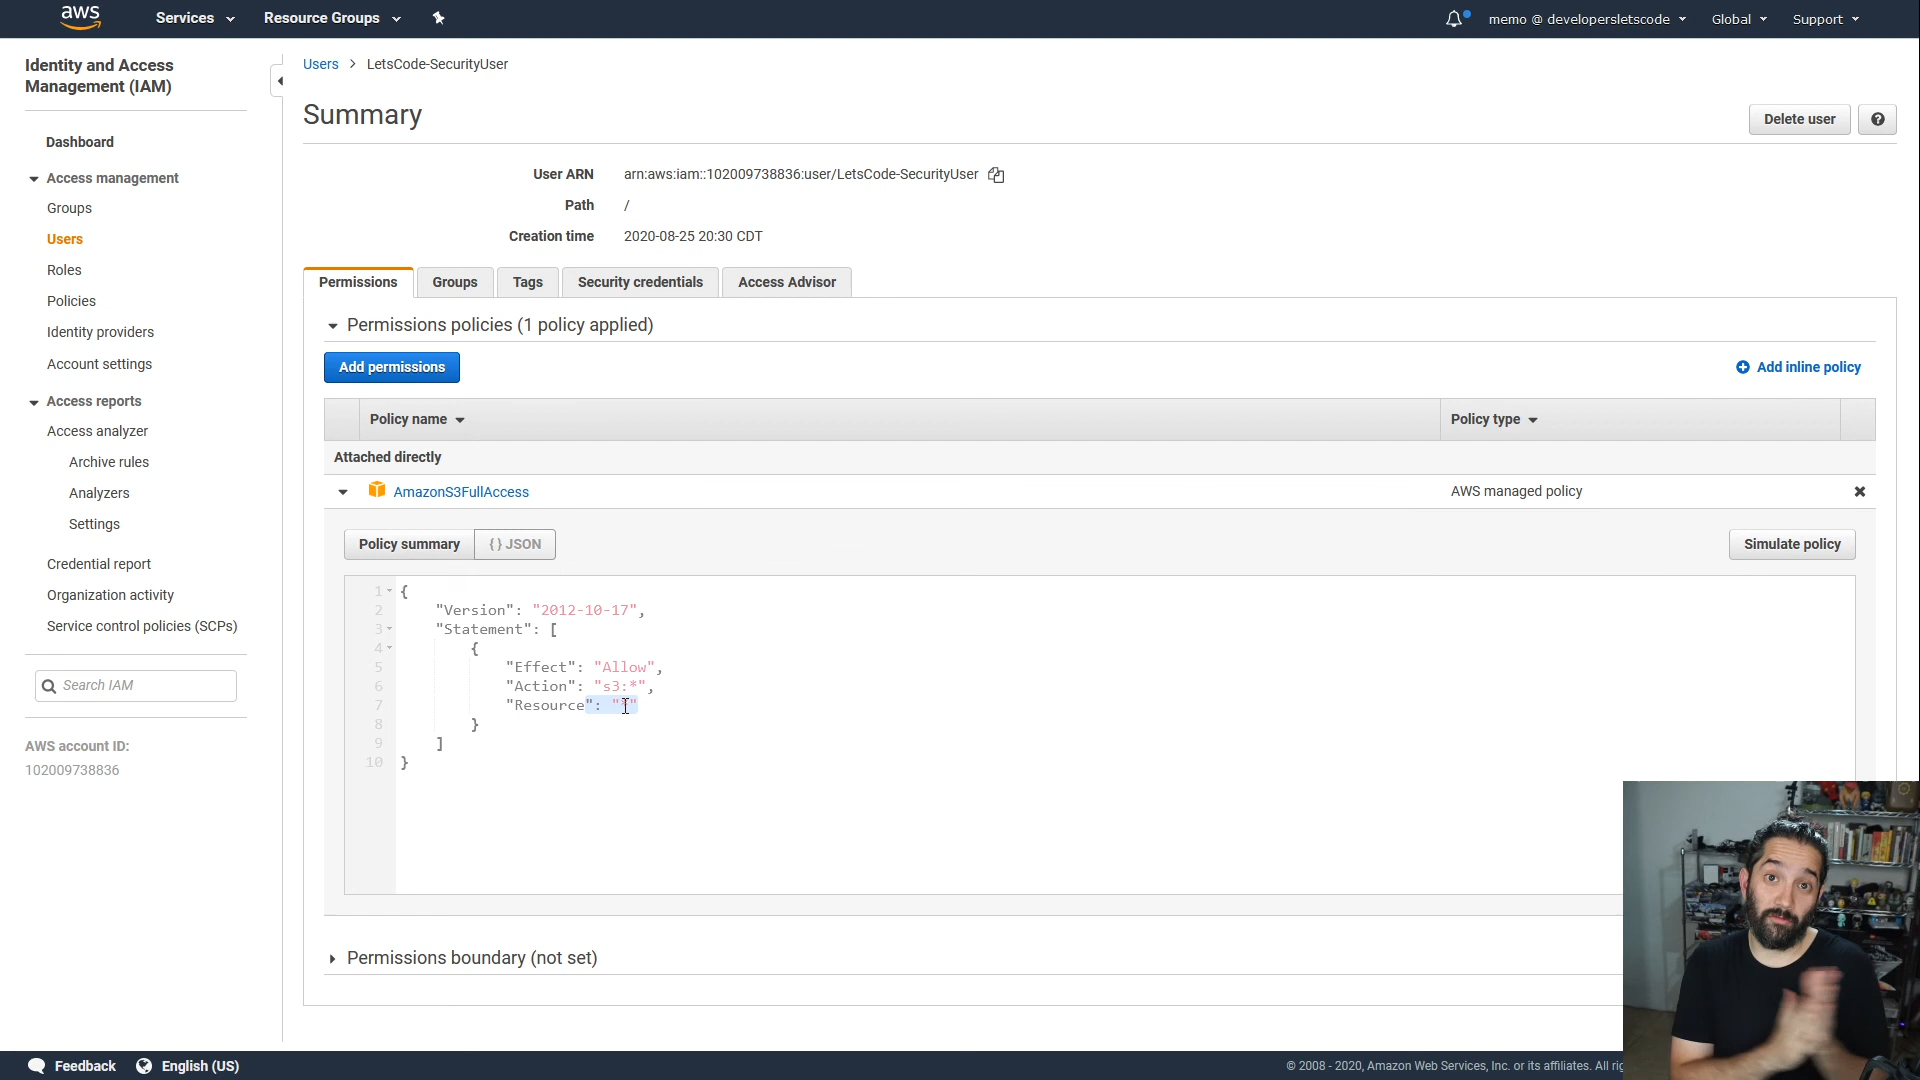 aws
Services
Resource Groups
memo @ developersletscode
Global
Support
Identity and Access
Management (IAM)
Dashboard
Access management
Groups
Users
Roles
Policies
Identity providers
Account settings
Access reports
Access analyzer
Archive rules
Analyzers
Settings
Credential report
Organization activity
Service control policies (SCPs)
Search IAM
AWS account ID:
102009738836
Users > LetsCode-SecurityUser
Summary
Delete user
?
User ARN arn:aws:iam::102009738836:user/LetsCode-SecurityUser
Path /
Creation time 2020-08-25 20:30 CDT
Permissions
Groups
Tags
Security credentials
Access Advisor
Permissions policies (1 policy applied)
Add permissions
Add inline policy
Policy name
Policy type
Attached directly
AmazonS3FullAccess
AWS managed policy
Policy summary
{ } JSON
Simulate policy
1 {
2 "Version": "2012-10-17",
3 "Statement": [
4 {
5 "Effect": "Allow",
6 "Action": "s3:*",
7 "Resource": "*"
8 }
9 ]
10 }
Permissions boundary (not set)
Feedback
English (US)
© 2008 - 2020, Amazon Web Services, Inc. or its affiliates. All